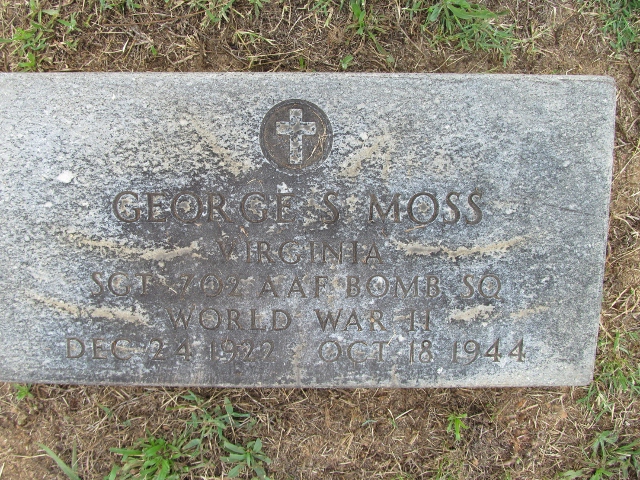 GEORGE S MOSS
VIRGINIA
SGT 702 AAF BOMB SQ
WORLD WAR II
DEC 24 1922 OCT 18 1944